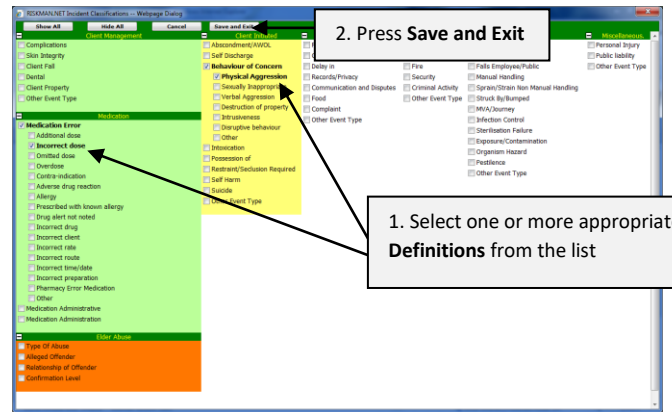 RISKMAN.NET Incident Classifications -- Webpage Dialog
Show All Hide All Cancel Save and Exit
Client Management
Complications
Skin Integrity
Client Fall
Dental
Client Property
Other Event Type
Medication
Medication Error
Additional dose
Incorrect dose
Omitted dose
Overdose
Contra-indication
Adverse drug reaction
Allergy
Prescribed with known allergy
Drug alert not noted
Incorrect drug
Incorrect client
Incorrect rate
Incorrect route
Incorrect time/date
Incorrect preparation
Pharmacy Error Medication
Other
Medication Administrative
Medication Administration
Elder Abuse
Type Of Abuse
Alleged Offender
Relationship of Offender
Confirmation Level
Client Initiated
Abscondment/AWOL
Self Discharge
Behaviour of Concern
Physical Aggression
Sexually Inappropriate
Verbal Aggression
Destruction of property
Intrusiveness
Disruptive behaviour
Other
Intoxication
Possession of
Restraint/Seclusion Required
Self Harm
Suicide
Other Event Type
Delay in
Records/Privacy
Communication and Disputes
Food
Complaint
Other Event Type
Fire
Security
Criminal Activity
Other Event Type
Falls Employee/Public
Manual Handling
Sprain/Strain Non Manual Handling
Struck By/Bumped
MVA/Journey
Infection Control
Sterilisation Failure
Exposure/Contamination
Organism Hazard
Pestilence
Other Event Type
Miscellaneous.
Personal Injury
Public liability
Other Event Type
2. Press Save and Exit
1. Select one or more appropriat
Definitions from the list